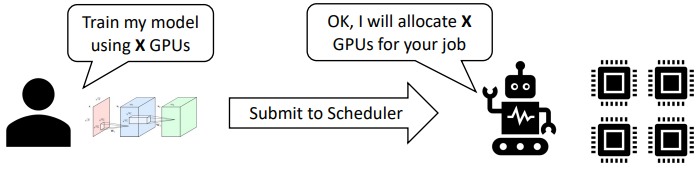 Train my model
using X GPUs
OK, I will allocate X
GPUs for your job
Submit to Scheduler